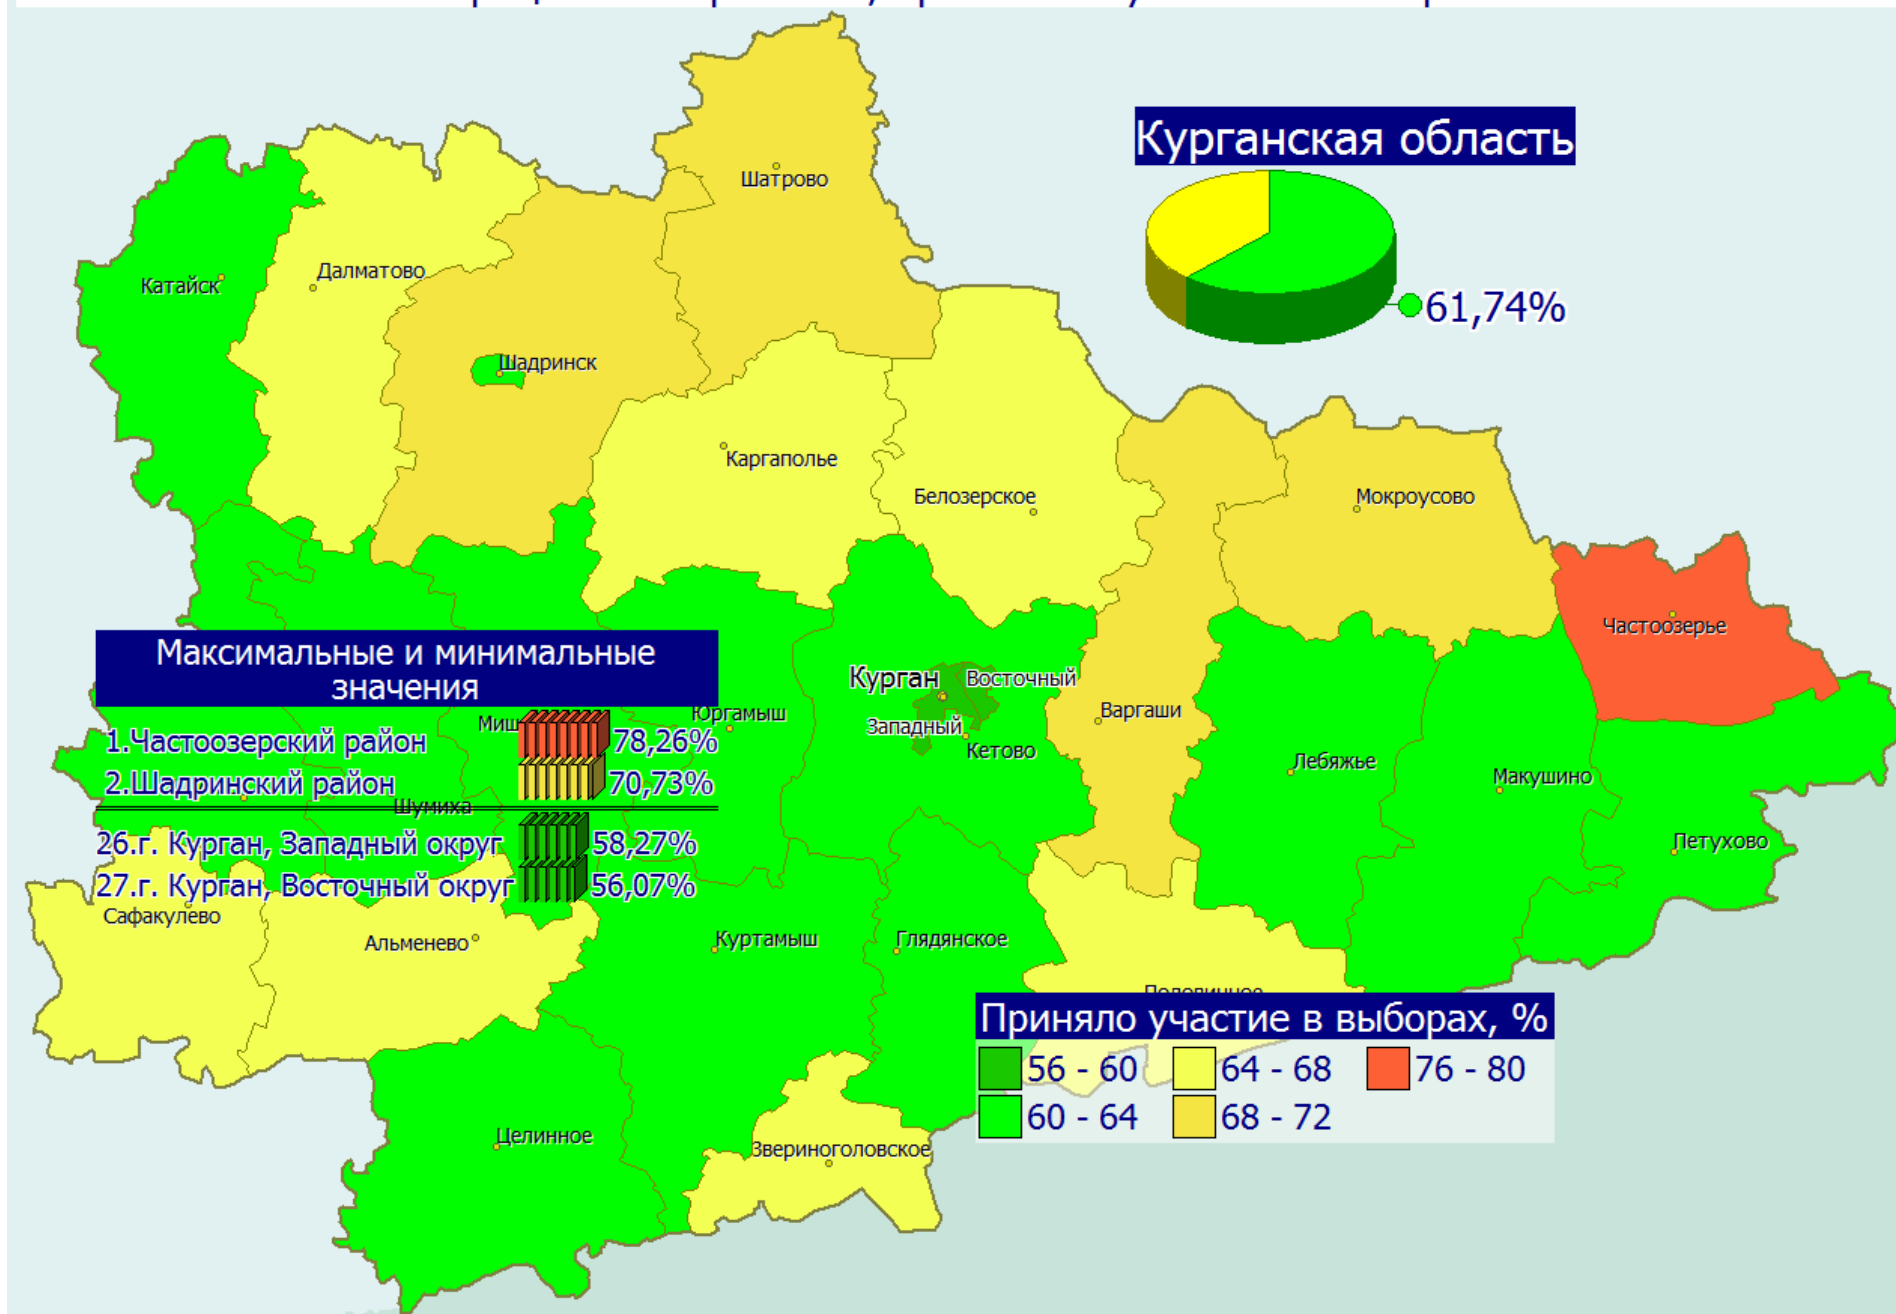 Шатрово
Курганская область
61,74%
Катайск
Далматово
Шадринск
Каргаполье
Белозерское
Мокроусово
Частоозерье
Курган
Восточный
Западный
Кетово
Варгаши
Лебяжье
Макушино
Петухово
Юргамыш
Миш
Максимальные и минимальные
значения
1.Частоозерский район 78,26%
2.Шадринский район 70,73%
Шумиха
26.г. Курган, Западный округ 58,27%
27.г. Курган, Восточный округ 56,07%
Сафакулево
Альменево
Куртамыш
Глядянское
Половинное
Целинное
Звериноголовское
Приняло участие в выборах, %
56 - 60 64 - 68 76 - 80
60 - 64 68 - 72